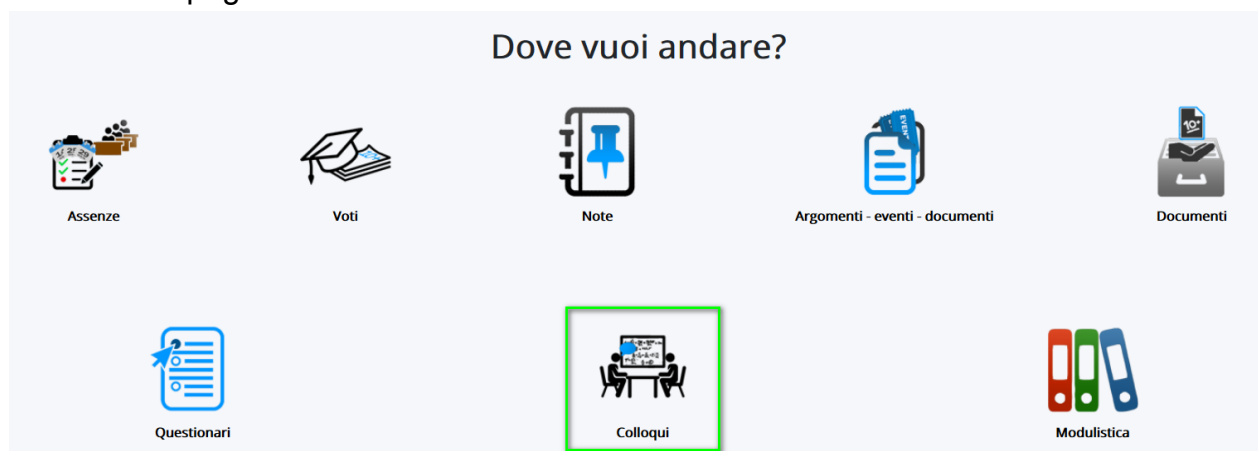 Dove vuoi andare?
Assenze
Voti
Note
Argomenti - eventi - documenti
Documenti
Questionari
Colloqui
Modulistica